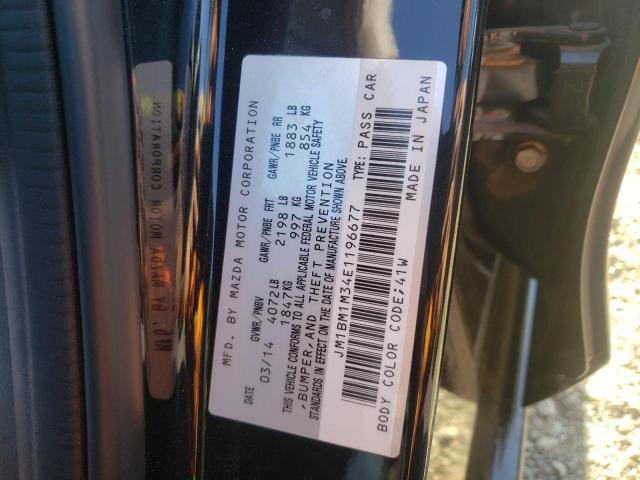 MFD. BY MAZDA MOTOR CORPORATION
DATE GVWR/PNBV GAWR/PNBE FRT GAWR/PNBE RR
03/14 4072LB 2198 LB 1883 LB
1847KG 997 KG 854 KG
THIS VEHICLE CONFORMS TO ALL APPLICABLE FEDERAL MOTOR VEHICLE SAFETY
,BUMPER, AND THEFT PREVENTION
STANDARDS IN EFFECT ON THE DATE OF MANUFACTURE SHOWN ABOVE.
JM1BM1M34E1196677 TYPE: PASS CAR
BODY COLOR CODE;41W MADE IN JAPAN
MFD. BY MAZDA MOTOR CORPORATION